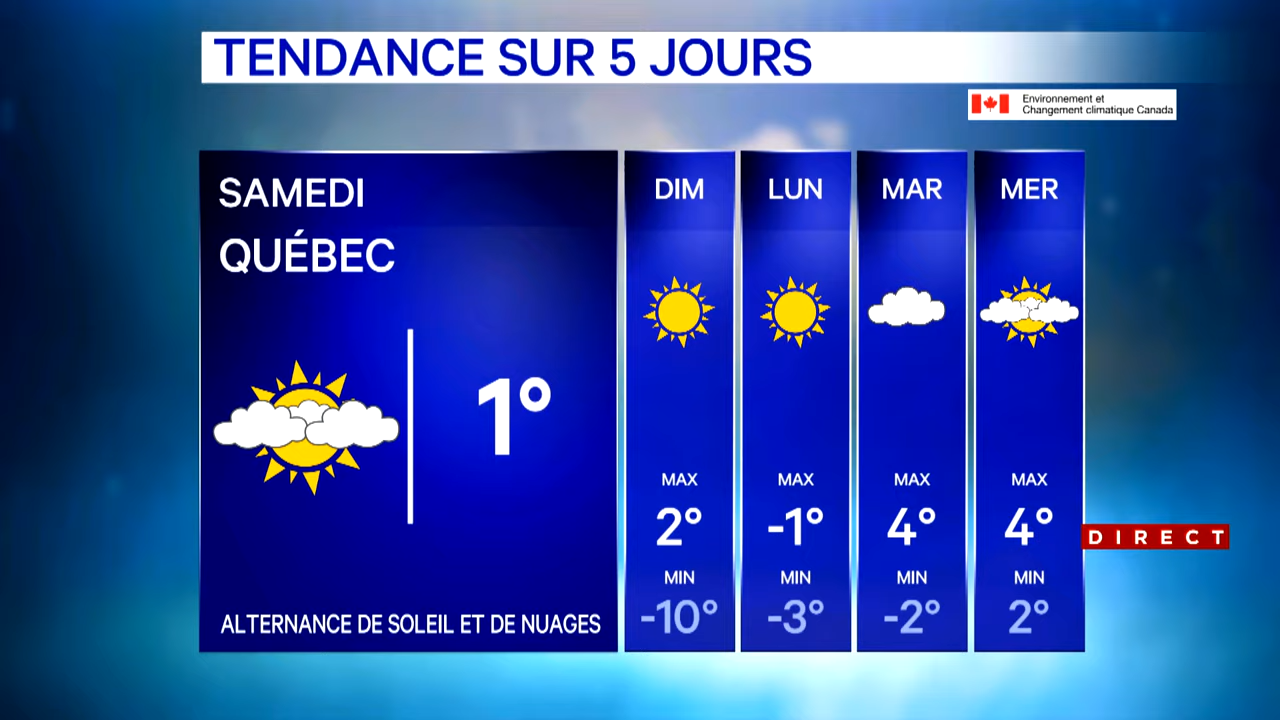 TENDANCE SUR 5 JOURS
Environnement et
Changement climatique Canada
SAMEDI
QUÉBEC
1°
ALTERNANCE DE SOLEIL ET DE NUAGES
DIM
MAX
2°
MIN
-10°
LUN
MAX
-1°
MIN
-3°
MAR
MAX
4°
MIN
-2°
MER
MAX
4°
MIN
2°
DIRECT